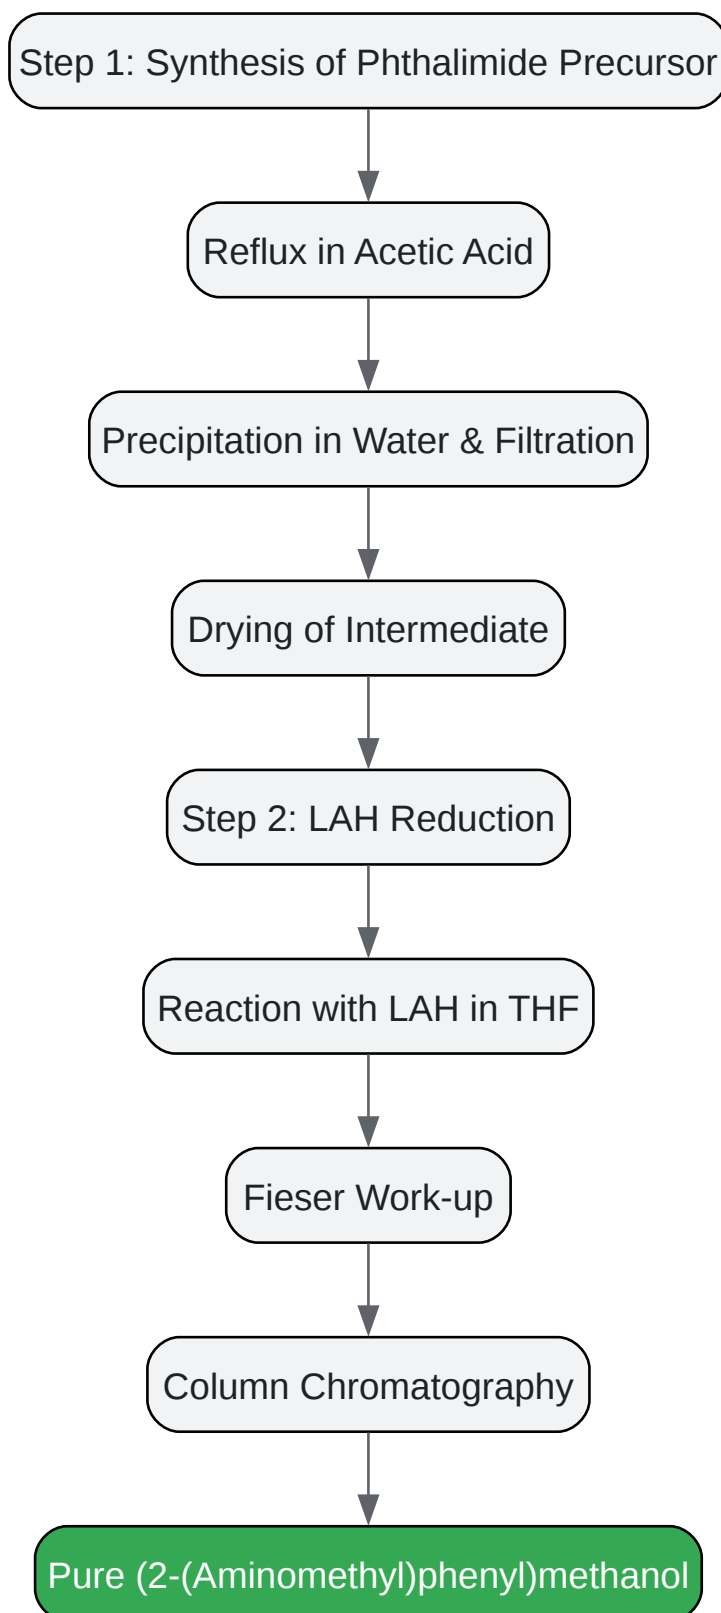 Step 1: Synthesis of Phthalimide Precursor
Reflux in Acetic Acid
Precipitation in Water & Filtration
Drying of Intermediate
Step 2: LAH Reduction
Reaction with LAH in THF
Fieser Work-up
Column Chromatography
Pure (2-(Aminomethyl)phenyl)methanol